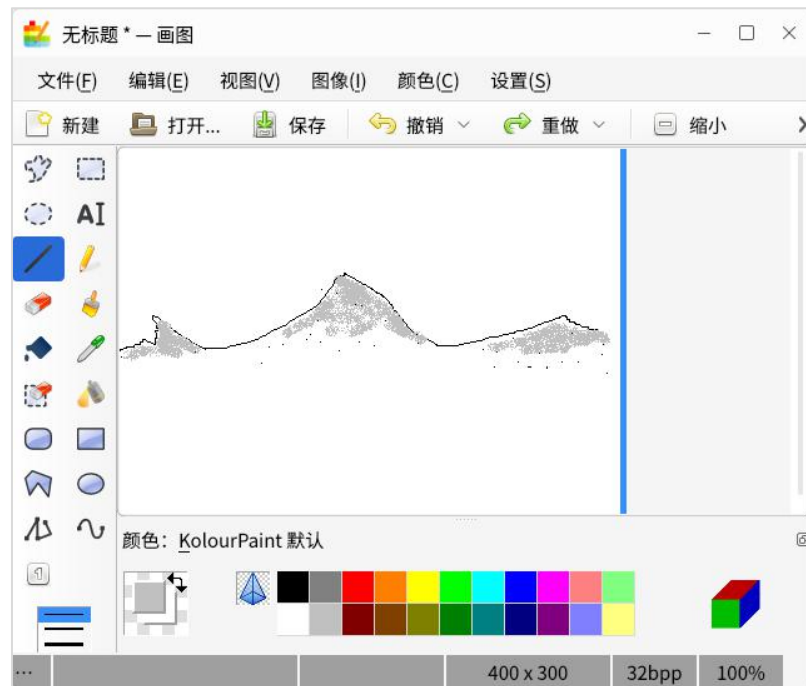 无标题 * — 画图
文件(F) 编辑(E) 视图(V) 图像(I) 颜色(C) 设置(S)
新建 打开... 保存 撤销 重做 缩小
AI
1
颜色: KolourPaint 默认
... 400 x 300 32bpp 100%